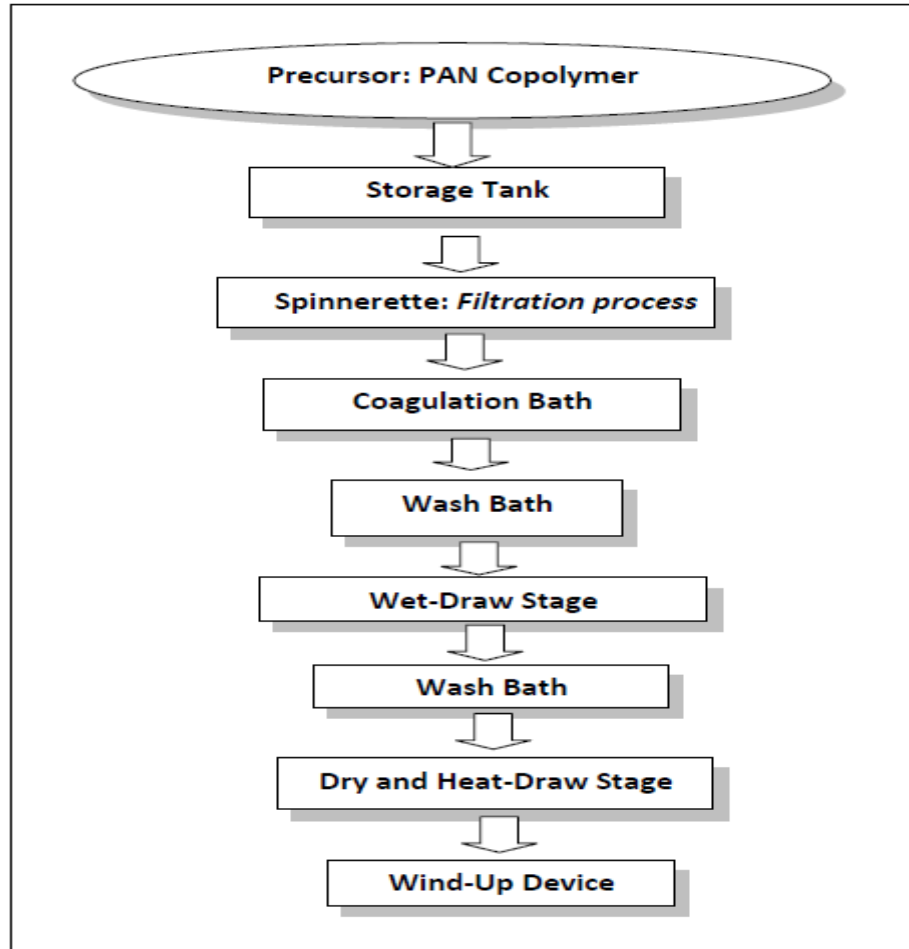 Precursor: PAN Copolymer
Storage Tank
Spinnerette: Filtration process
Coagulation Bath
Wash Bath
Wet-Draw Stage
Wash Bath
Dry and Heat-Draw Stage
Wind-Up Device